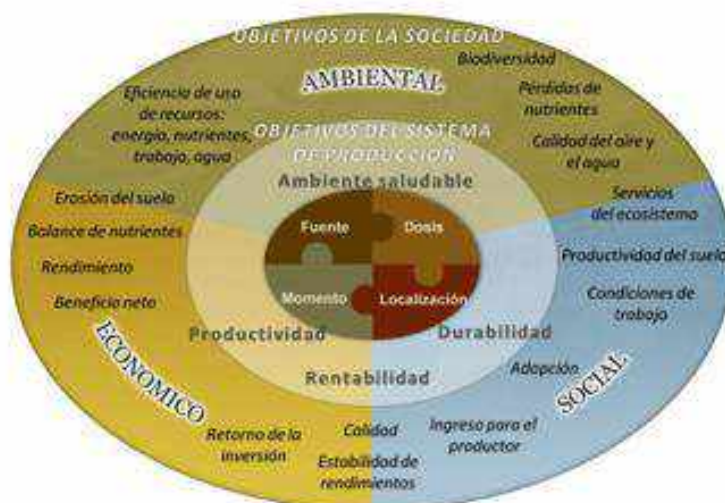 OBJETIVOS DE LA SOCIEDAD
AMBIENTAL
Biodiversidad
Pérdidas de
nutrientes
Calidad del aire y
el agua
Eficiencia de uso
de recursos:
energía, nutrientes,
trabajo, agua
OBJETIVOS DEL SISTEMA
DE PRODUCCION
Ambiente saludable
Erosión del suelo
Balance de nutrientes
Rendimiento
Beneficio neto
Fuente
Dosis
Momento
Localización
Servicios
del ecosistema
Productividad del suelo
Condiciones de
trabajo
Productividad
Durabilidad
Rentabilidad
ECONOMICO
Adopción
SOCIAL
Retorno de la
inversión
Calidad
Estabilidad de
rendimientos
Ingreso para el
productor